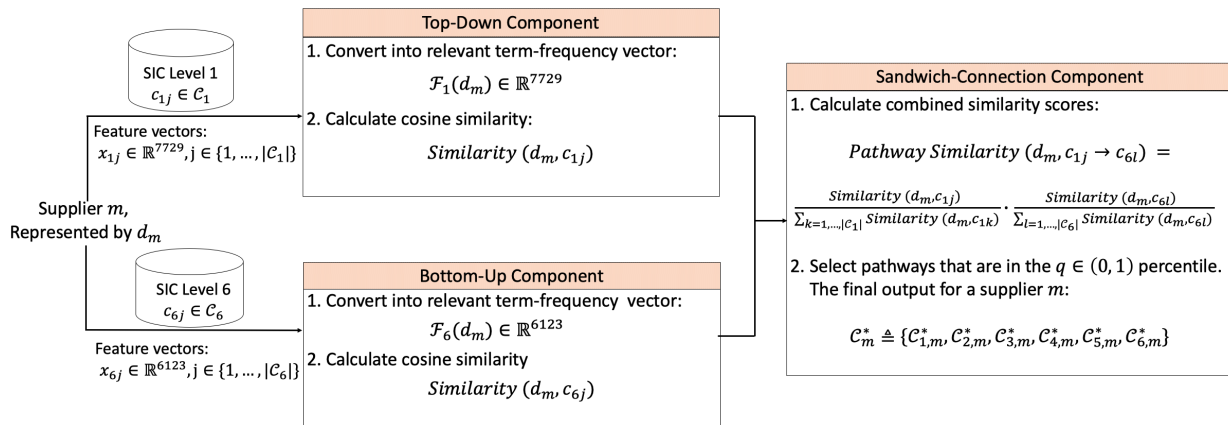 SIC Level 1
c_{1j} ∈ 𝒞_1
Feature vectors:
x_{1j} ∈ ℝ^{7729}, j ∈ {1, …, |𝒞_1|}
Supplier m,
Represented by d_m
SIC Level 6
c_{6j} ∈ 𝒞_6
Feature vectors:
x_{6j} ∈ ℝ^{6123}, j ∈ {1, …, |𝒞_6|}
Top-Down Component
1. Convert into relevant term-frequency vector:
ℱ_1(d_m) ∈ ℝ^{7729}
2. Calculate cosine similarity:
Similarity (d_m, c_{1j})
Bottom-Up Component
1. Convert into relevant term-frequency vector:
ℱ_6(d_m) ∈ ℝ^{6123}
2. Calculate cosine similarity
Similarity (d_m, c_{6j})
Sandwich-Connection Component
1. Calculate combined similarity scores:
Pathway Similarity (d_m, c_{1j} → c_{6l}) =
Similarity (d_m,c_{1j}) / ∑_{k=1,…,|𝒞_1|} Similarity (d_m,c_{1k}) · Similarity (d_m,c_{6l}) / ∑_{l=1,…,|𝒞_6|} Similarity (d_m,c_{6l})
2. Select pathways that are in the q ∈ (0, 1) percentile.
The final output for a supplier m:
𝒞^*_m ≜ {𝒞^*_{1,m}, 𝒞^*_{2,m}, 𝒞^*_{3,m}, 𝒞^*_{4,m}, 𝒞^*_{5,m}, 𝒞^*_{6,m}}